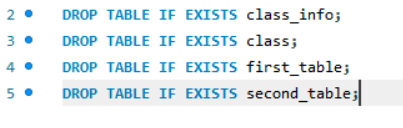 2 DROP TABLE IF EXISTS class_info;
3 DROP TABLE IF EXISTS class;
4 DROP TABLE IF EXISTS first_table;
5 DROP TABLE IF EXISTS second_table;